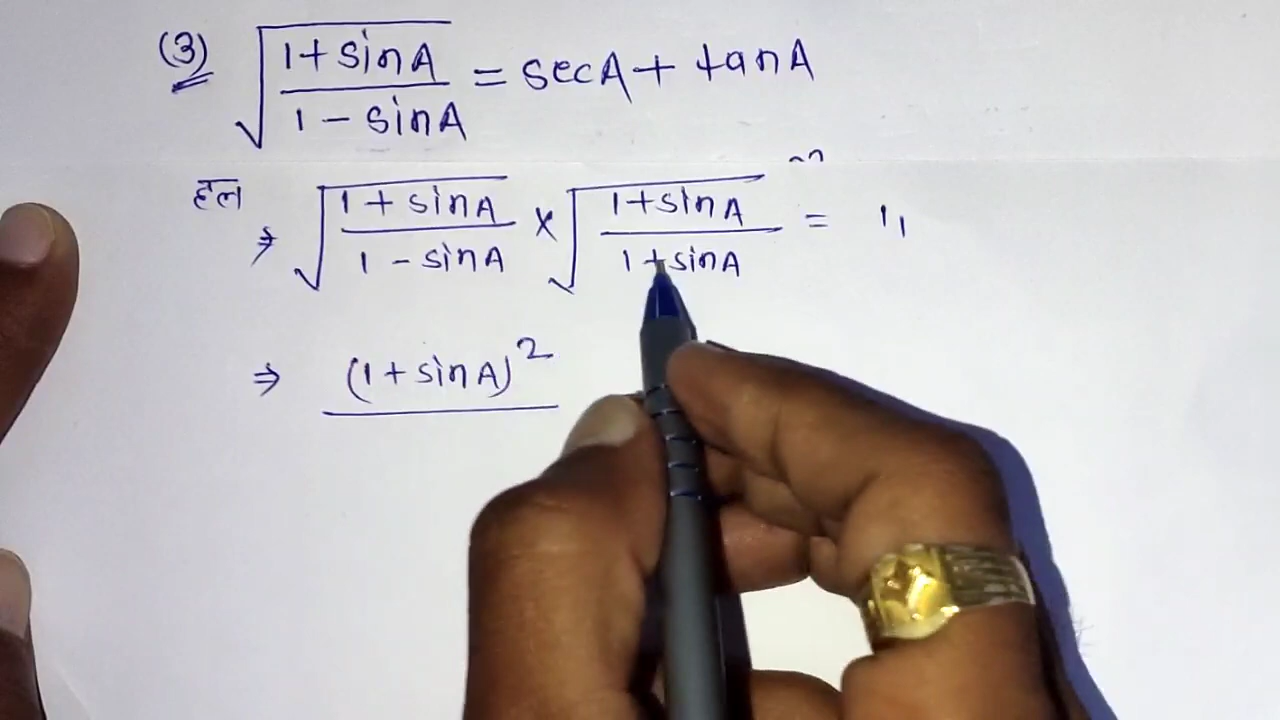 (3) √(1+sinA / 1-sinA) = secA + tanA
हल
⇒ √(1+sinA / 1-sinA) × √(1+sinA / 1+sinA) = 11
⇒ (1+sinA)²